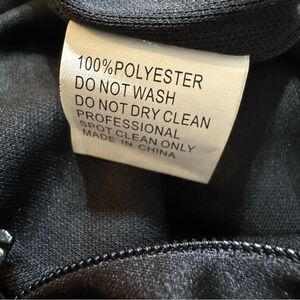 100%POLYESTER
DO NOT WASH
DO NOT DRY CLEAN
PROFESSIONAL
SPOT CLEAN ONLY
MADE IN CHINA